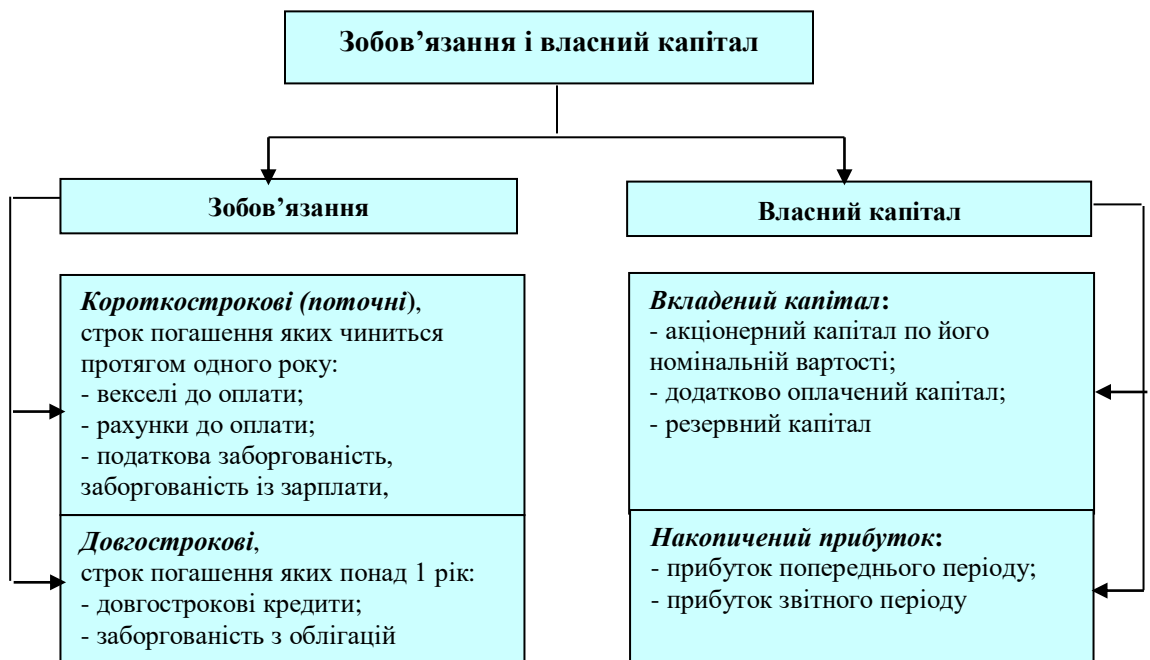 Зобов’язання і власний капітал
Зобов’язання
Власний капітал
Короткострокові (поточні),
строк погашення яких чиниться
протягом одного року:
- векселі до оплати;
- рахунки до оплати;
- податкова заборгованість,
заборгованість із зарплати,
Довгострокові,
строк погашення яких понад 1 рік:
- довгострокові кредити;
- заборгованість з облігацій
Вкладений капітал:
- акціонерний капітал по його
номінальній вартості;
- додатково оплачений капітал;
- резервний капітал
Накопичений прибуток:
- прибуток попереднього періоду;
- прибуток звітного періоду